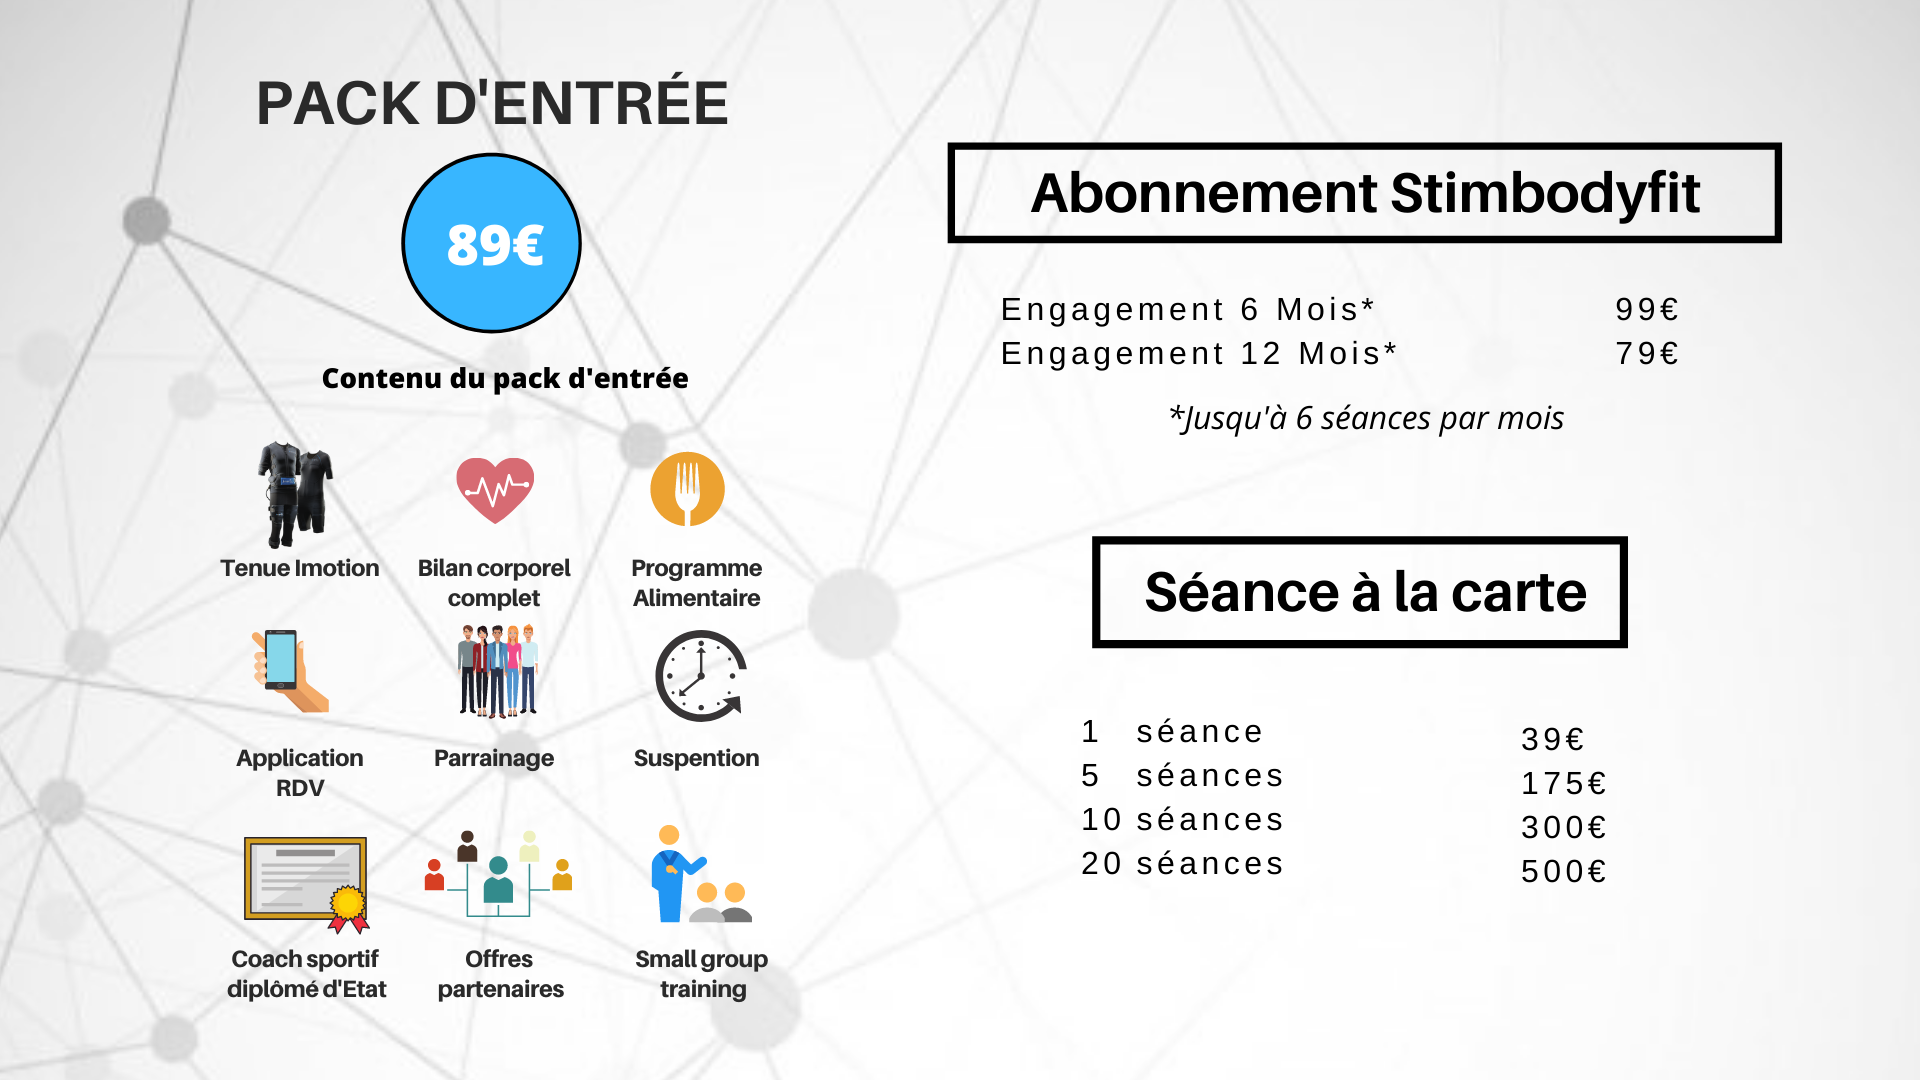 PACK D'ENTRÉE
89€
Contenu du pack d'entrée
Tenue Imotion
Bilan corporel
complet
Programme
Alimentaire
Application
RDV
Parrainage
Suspention
Coach sportif
diplômé d'Etat
Offres
partenaires
Small group
training
Abonnement Stimbodyfit
Engagement 6 Mois* 99€
Engagement 12 Mois* 79€
*Jusqu'à 6 séances par mois
Séance à la carte
1 séance 39€
5 séances 175€
10 séances 300€
20 séances 500€